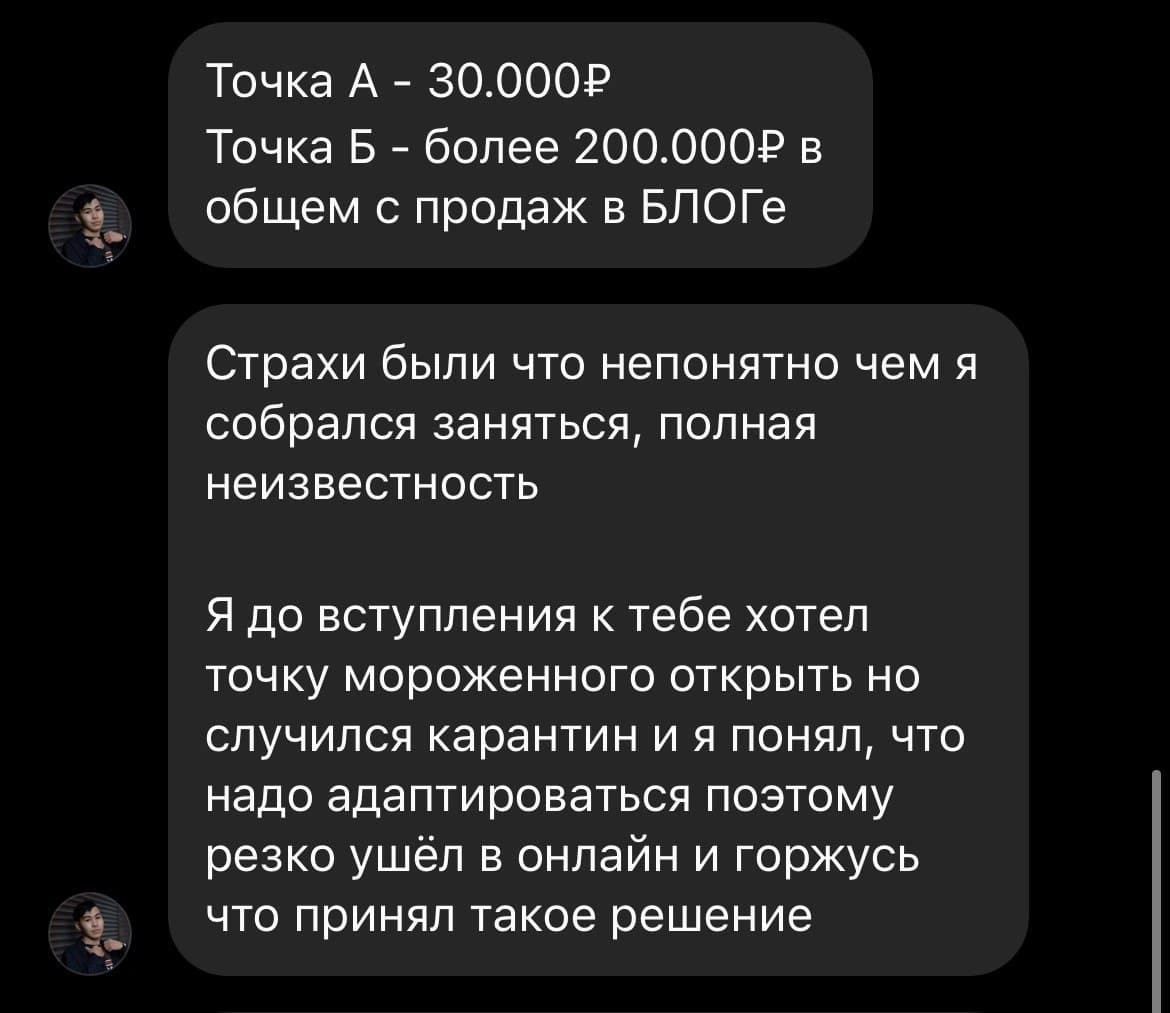 Точка А - 30.000₽
Точка Б - более 200.000₽ в
общем с продаж в БЛОГе
Страхи были что непонятно чем я
собрался заняться, полная
неизвестность
Я до вступления к тебе хотел
точку мороженного открыть но
случился карантин и я понял, что
надо адаптироваться поэтому
резко ушёл в онлайн и горжусь
что принял такое решение